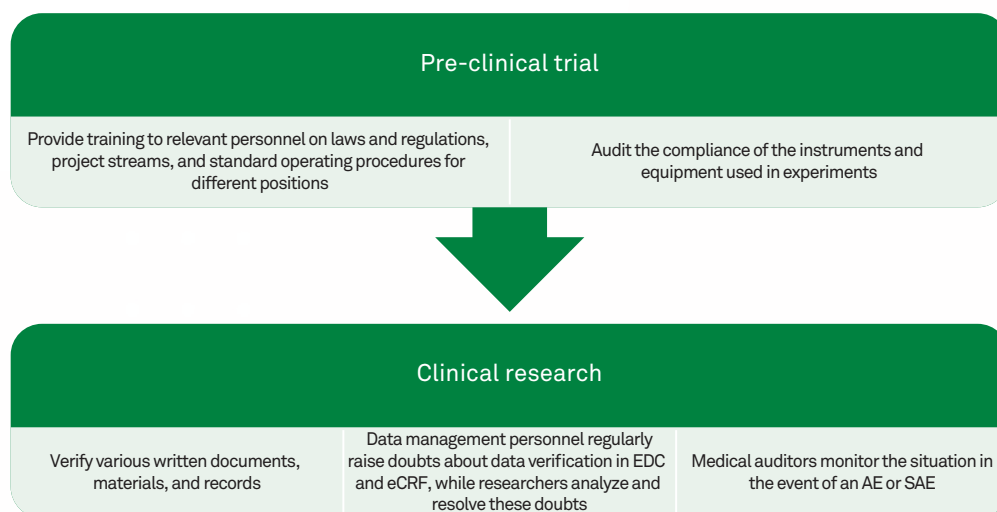 Pre-clinical trial
Provide training to relevant personnel on laws and regulations,
project streams, and standard operating procedures for
different positions
Audit the compliance of the instruments and
equipment used in experiments
Clinical research
Verify various written documents,
materials, and records
Data management personnel regularly
raise doubts about data verification in EDC
and eCRF, while researchers analyze and
resolve these doubts
Medical auditors monitor the situation in
the event of an AE or SAE